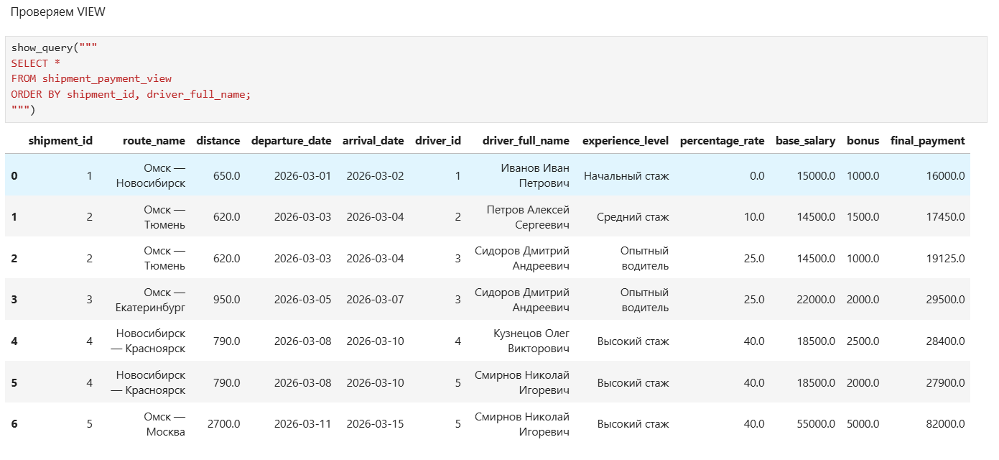 Проверяем VIEW
show_query("""
SELECT *
FROM shipment_payment_view
ORDER BY shipment_id, driver_full_name;
""")
shipment_id route_name distance departure_date arrival_date driver_id driver_full_name experience_level percentage_rate base_salary bonus final_payment
0 1 Омск — Новосибирск 650.0 2026-03-01 2026-03-02 1 Иванов Иван Петрович Начальный стаж 0.0 15000.0 1000.0 16000.0
1 2 Омск — Тюмень 620.0 2026-03-03 2026-03-04 2 Петров Алексей Сергеевич Средний стаж 10.0 14500.0 1500.0 17450.0
2 2 Омск — Тюмень 620.0 2026-03-03 2026-03-04 3 Сидоров Дмитрий Андреевич Опытный водитель 25.0 14500.0 1000.0 19125.0
3 3 Омск — Екатеринбург 950.0 2026-03-05 2026-03-07 3 Сидоров Дмитрий Андреевич Опытный водитель 25.0 22000.0 2000.0 29500.0
4 4 Новосибирск — Красноярск 790.0 2026-03-08 2026-03-10 4 Кузнецов Олег Викторович Высокий стаж 40.0 18500.0 2500.0 28400.0
5 4 Новосибирск — Красноярск 790.0 2026-03-08 2026-03-10 5 Смирнов Николай Игоревич Высокий стаж 40.0 18500.0 2000.0 27900.0
6 5 Омск — Москва 2700.0 2026-03-11 2026-03-15 5 Смирнов Николай Игоревич Высокий стаж 40.0 55000.0 5000.0 82000.0